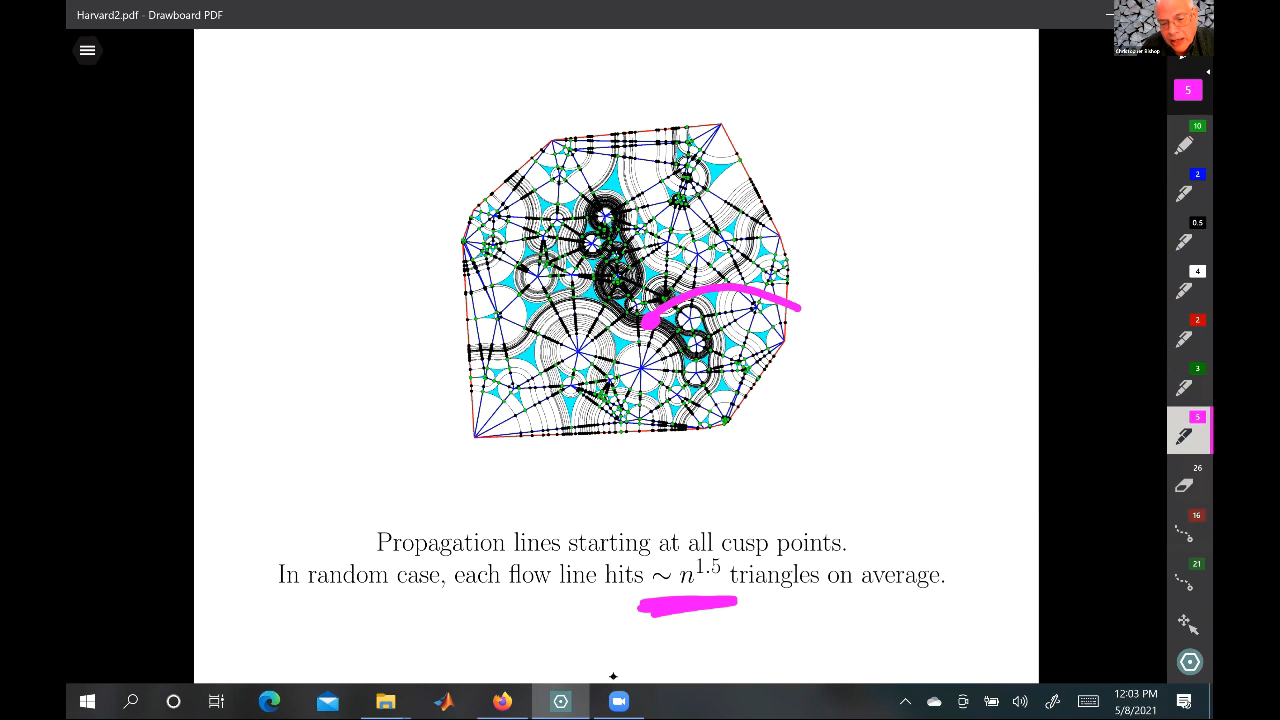 Harvard2.pdf - Drawboard PDF
Christopher Bishop
5
10
2
0.5
4
2
3
5
26
16
21
Propagation lines starting at all cusp points.
In random case, each flow line hits ∼ n^1.5 triangles on average.
12:03 PM
5/8/2021